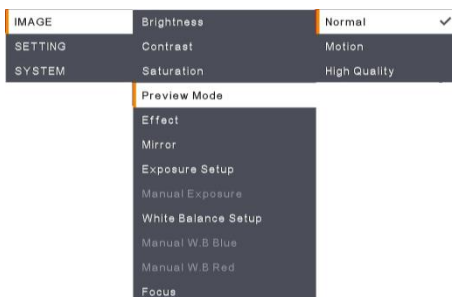 IMAGE
SETTING
SYSTEM
Brightness
Contrast
Saturation
Preview Mode
Effect
Mirror
Exposure Setup
Manual Exposure
White Balance Setup
Manual W.B Blue
Manual W.B Red
Focus
Normal
Motion
High Quality